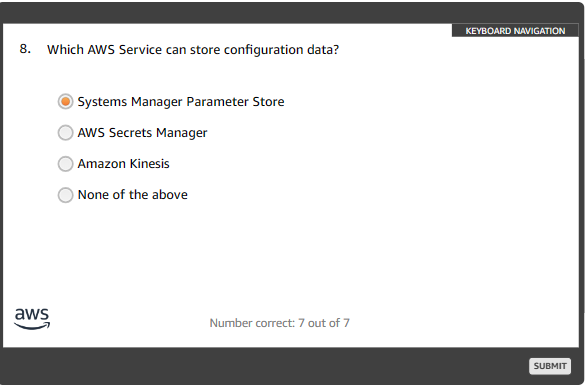 KEYBOARD NAVIGATION
8. Which AWS Service can store configuration data?
Systems Manager Parameter Store
AWS Secrets Manager
Amazon Kinesis
None of the above
aws
Number correct: 7 out of 7
SUBMIT